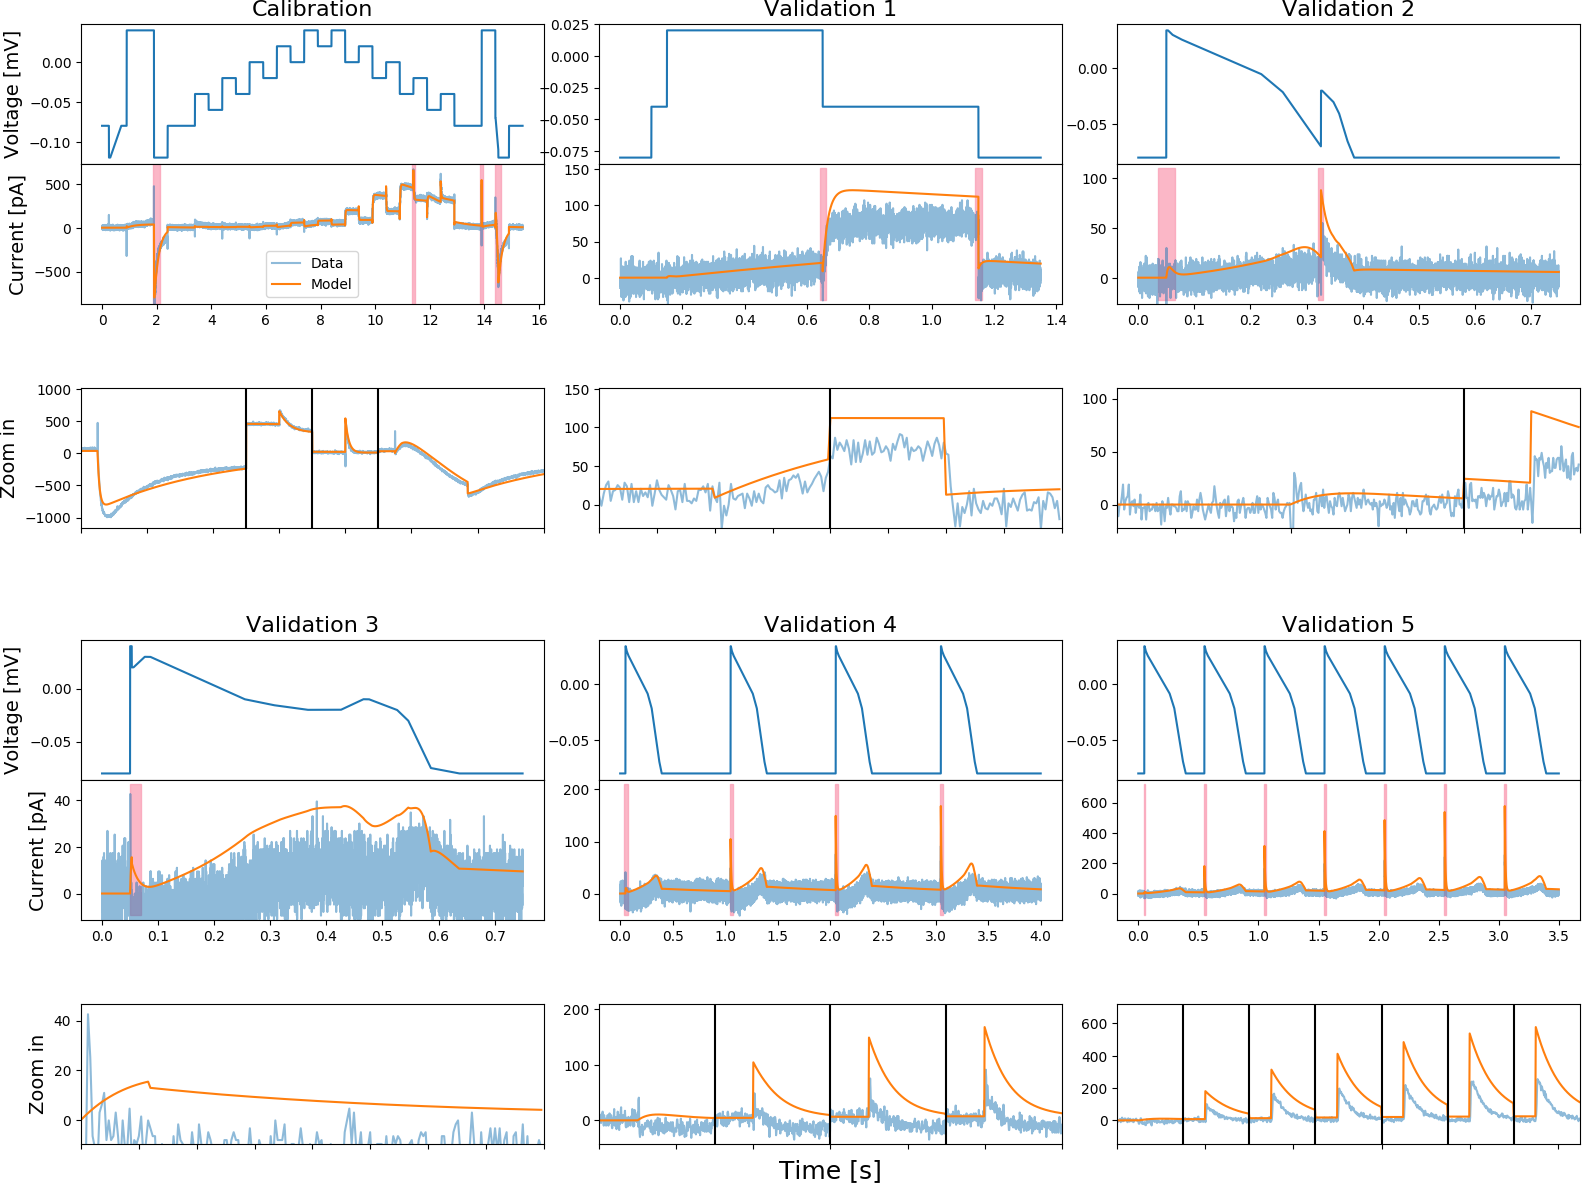 Calibration
Validation 1
Validation 2
Voltage [mV]
0.00
−0.05
−0.10
0.025
0.000
−0.025
−0.050
−0.075
0.00
−0.05
Current [pA]
500
0
−500
Data
Model
150
100
50
0
100
50
0
0 2 4 6 8 10 12 14 16
0.0 0.2 0.4 0.6 0.8 1.0 1.2 1.4
0.0 0.1 0.2 0.3 0.4 0.5 0.6 0.7
Zoom in
1000
500
0
−500
−1000
150
100
50
0
100
50
0
Validation 3
Validation 4
Validation 5
Voltage [mV]
0.00
−0.05
0.00
−0.05
0.00
−0.05
Current [pA]
40
20
0
200
100
0
600
400
200
0
0.0 0.1 0.2 0.3 0.4 0.5 0.6 0.7
0.0 0.5 1.0 1.5 2.0 2.5 3.0 3.5 4.0
0.0 0.5 1.0 1.5 2.0 2.5 3.0 3.5
Zoom in
40
20
0
200
100
0
600
400
200
0
Time [s]